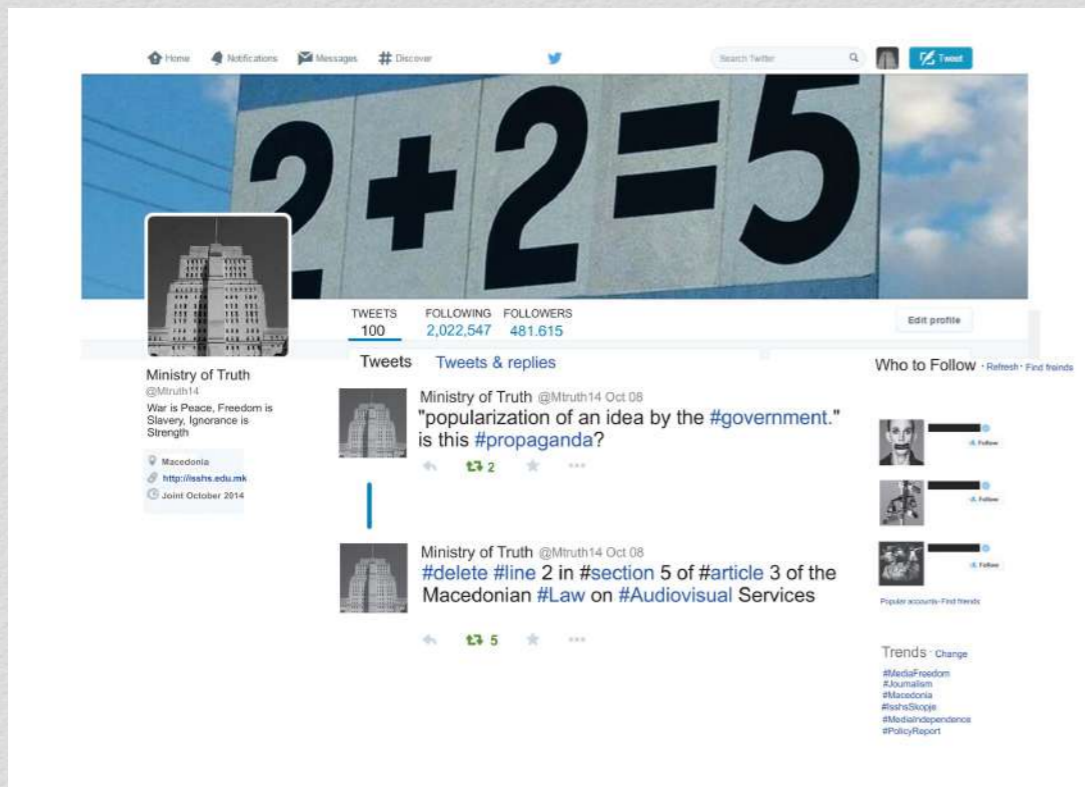 Home Notifications Messages # Discover Search Twitter Tweet
2+2=5
TWEETS FOLLOWING FOLLOWERS
100 2,022,547 481.615
Edit profile
Ministry of Truth
@Mtruth14
War is Peace, Freedom is
Slavery, Ignorance is
Strength
Macedonia
http://isshs.edu.mk
Joint October 2014
Tweets Tweets & replies
Ministry of Truth @Mtruth14 Oct 08
"popularization of an idea by the #government."
is this #propaganda?
2
Ministry of Truth @Mtruth14 Oct 08
#delete #line 2 in #section 5 of #article 3 of the
Macedonian #Law on #Audiovisual Services
5
Who to Follow · Refresh · Find freinds
Follow
Follow
Follow
Popular accounts · Find friends
Trends · Change
#MediaFreedom
#Journalism
#Macedonia
#IsshsSkopje
#MediaIndependence
#PolicyReport